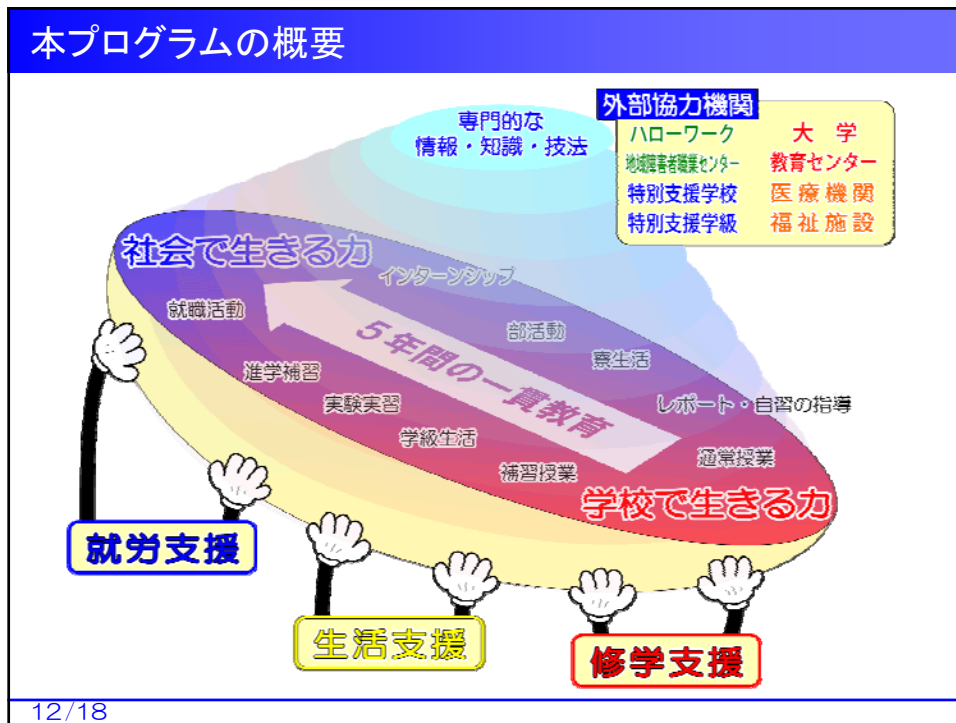 本プログラムの概要
専門的な
情報・知識・技法
外部協力機関
ハローワーク
大学
地域障害者職業センター
教育センター
特別支援学校
医療機関
特別支援学級
福祉施設
社会で生きる力
インターンシップ
就職活動
部活動
寮生活
5年間の一貫教育
進学補習
実験実習
レポート・自習の指導
学級生活
通常授業
補習授業
学校で生きる力
就労支援
生活支援
修学支援
12/18